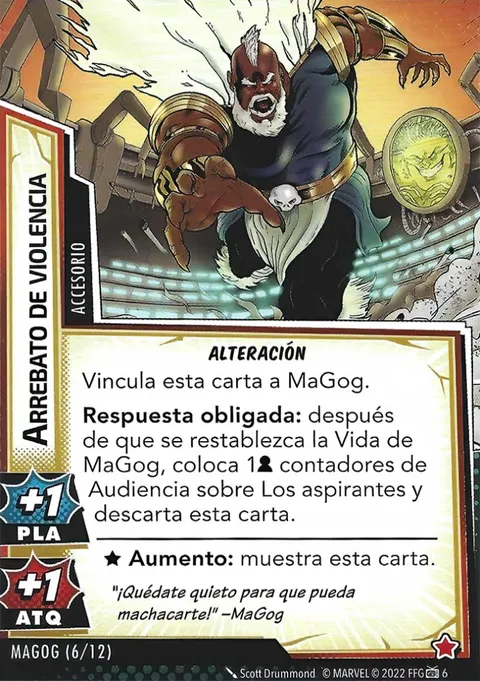 ARREBATO DE VIOLENCIA
ACCESORIO
ALTERACIÓN
Vincula esta carta a MaGog.
Respuesta obligada: después
de que se restablezca la Vida de
MaGog, coloca 1 contadores de
Audiencia sobre Los aspirantes y
descarta esta carta.
+1
PLA
★ Aumento: muestra esta carta.
+1
ATQ
"¡Quédate quieto para que pueda
machacarte!" –MaGog
MAGOG (6/12)
Scott Drummond © MARVEL © 2022 FFG 6